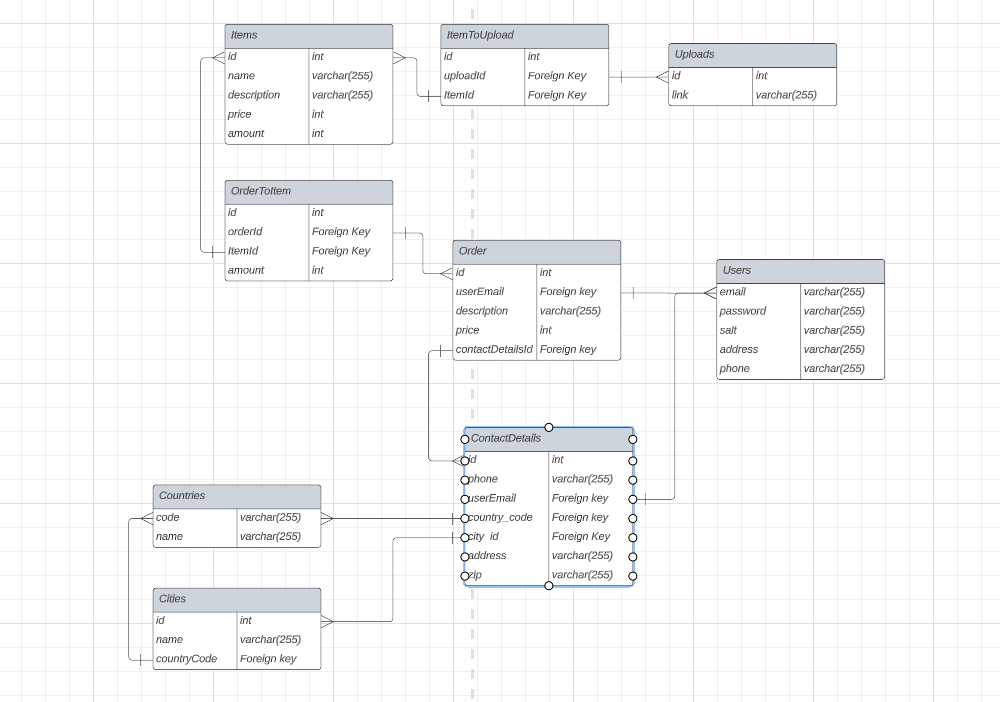 Items
id int
name varchar(255)
description varchar(255)
price int
amount int
ItemToUpload
id int
uploadId Foreign Key
ItemId Foreign Key
Uploads
id int
link varchar(255)
OrderToItem
id int
orderId Foreign Key
ItemId Foreign Key
amount int
Order
id int
userEmail Foreign key
description varchar(255)
price int
contactDetailsId Foreign key
Users
email varchar(255)
password varchar(255)
salt varchar(255)
address varchar(255)
phone varchar(255)
ContactDetails
id int
phone varchar(255)
userEmail Foreign key
country_code Foreign key
city_id Foreign Key
address varchar(255)
zip varchar(255)
Countries
code varchar(255)
name varchar(255)
Cities
id int
name varchar(255)
countryCode Foreign key